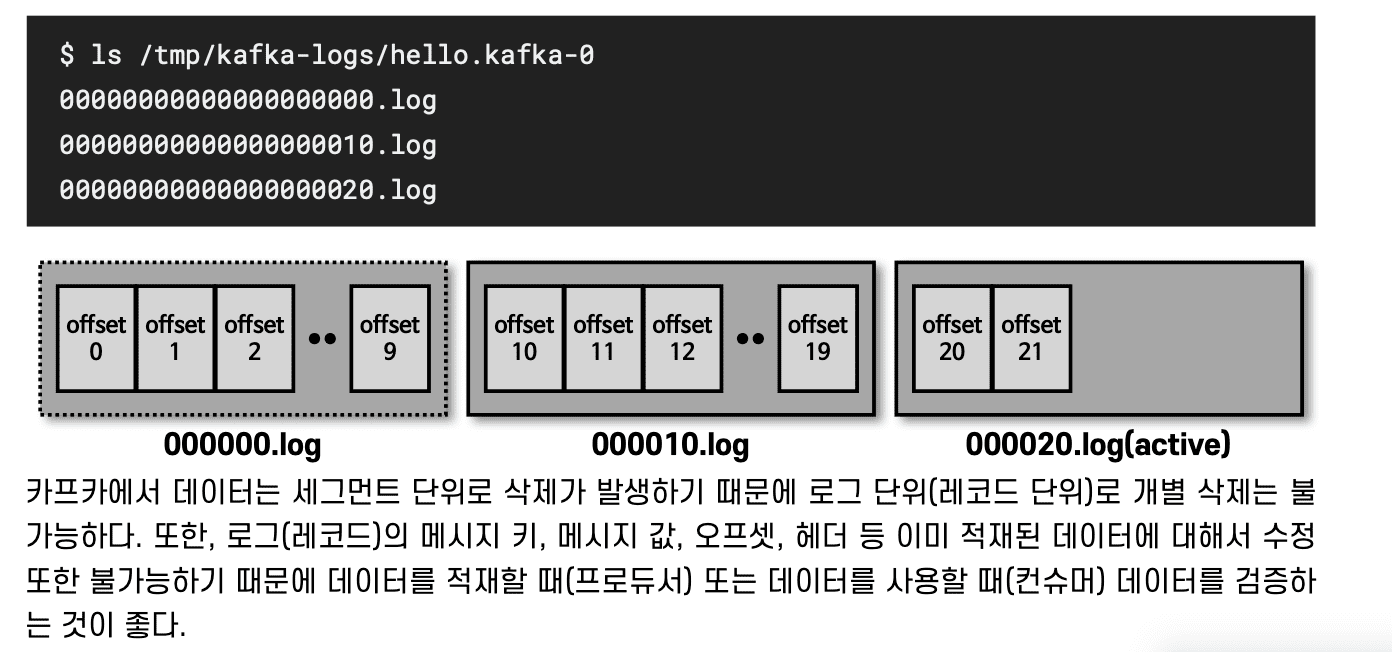 $ ls /tmp/kafka-logs/hello.kafka-0
00000000000000000000.log
00000000000000000010.log
00000000000000000020.log
offset 0 offset 1 offset 2 •• offset 9 offset 10 offset 11 offset 12 •• offset 19 offset 20 offset 21
000000.log 000010.log 000020.log(active)
카프카에서 데이터는 세그먼트 단위로 삭제가 발생하기 때문에 로그 단위(레코드 단위)로 개별 삭제는 불
가능하다. 또한, 로그(레코드)의 메시지 키, 메시지 값, 오프셋, 헤더 등 이미 적재된 데이터에 대해서 수정
또한 불가능하기 때문에 데이터를 적재할 때(프로듀서) 또는 데이터를 사용할 때(컨슈머) 데이터를 검증하
는 것이 좋다.